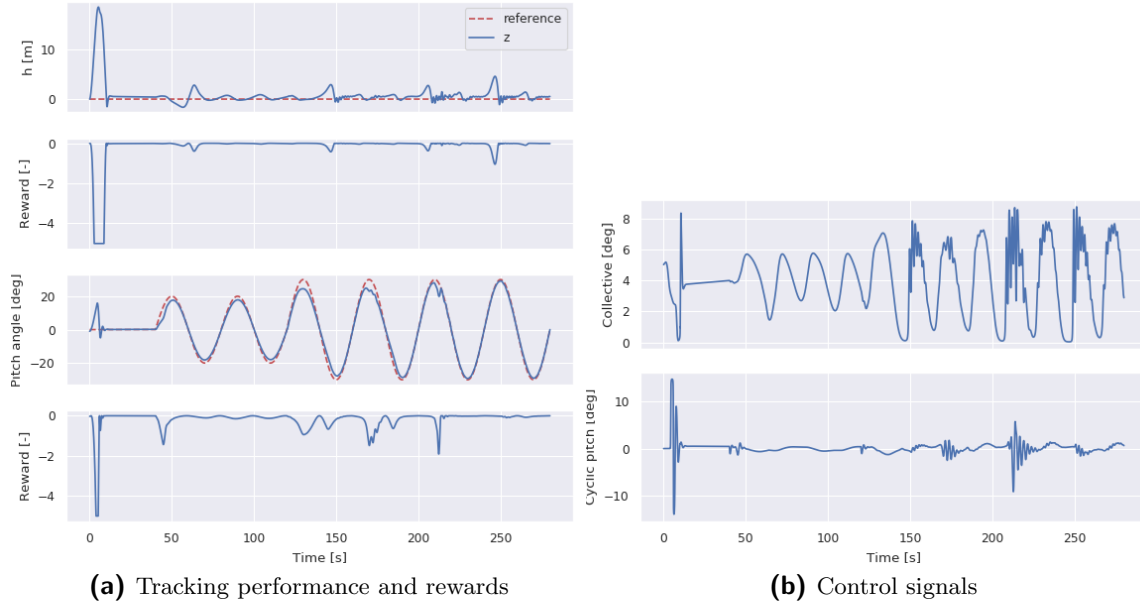 h [m]
10
0
reference
z
Reward [-]
0
−2
−4
Pitch angle [deg]
20
0
−20
Reward [-]
0
−2
−4
0 50 100 150 200 250
Time [s]
(a) Tracking performance and rewards
Collective [deg]
8
6
4
2
0
Cyclic pitch [deg]
10
0
−10
0 50 100 150 200 250
Time [s]
(b) Control signals